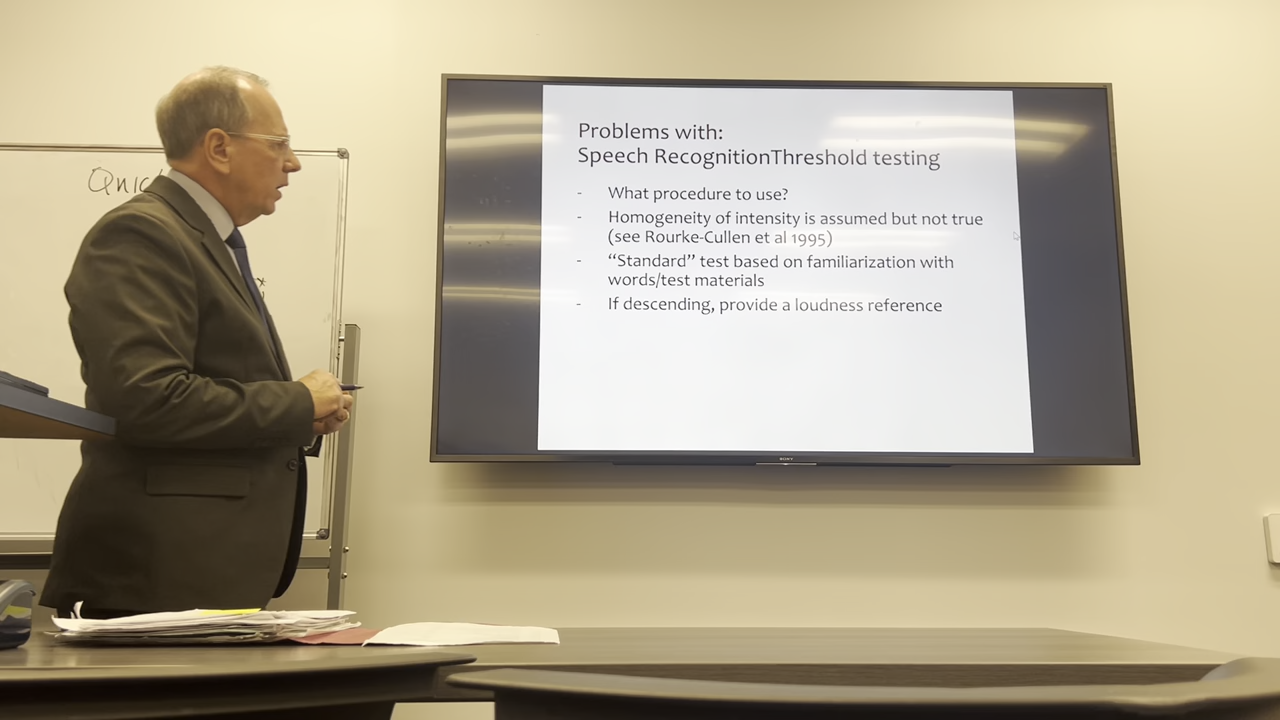 Problems with:
Speech RecognitionThreshold testing
- What procedure to use?
- Homogeneity of intensity is assumed but not true
(see Rourke-Cullen et al 1995)
- “Standard” test based on familiarization with
words/test materials
- If descending, provide a loudness reference
SONY